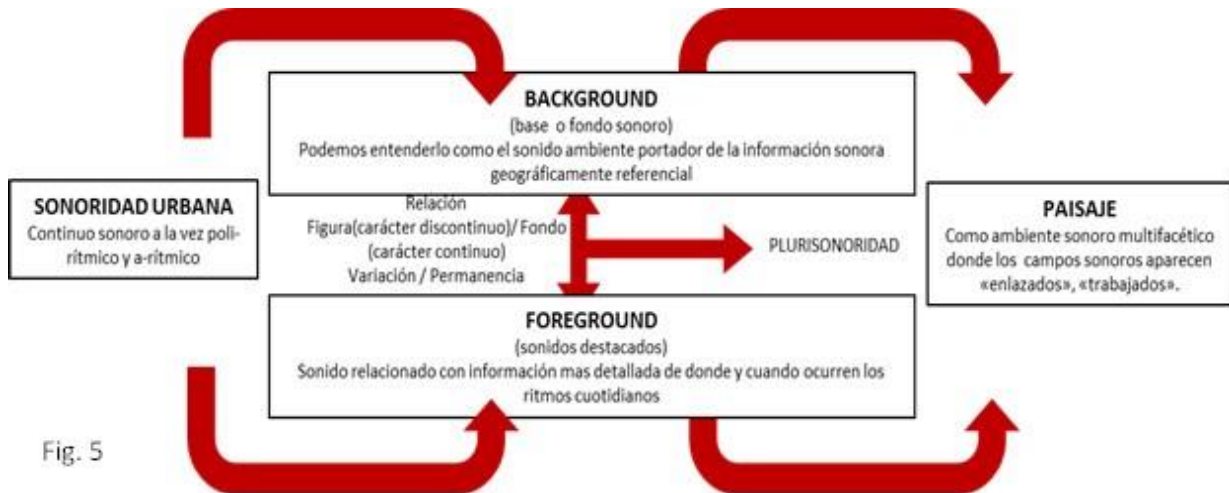 BACKGROUND
(base o fondo sonoro)
Podemos entenderlo como el sonido ambiente portador de la información sonora
geográficamente referencial
SONORIDAD URBANA
Continuo sonoro a la vez poli-
rítmico y a-rítmico
Relación
Figura(carácter discontinuo)/ Fondo
(carácter continuo)
Variación / Permanencia
PLURISONORIDAD
PAISAJE
Como ambiente sonoro multifacético
donde los campos sonoros aparecen
«enlazados», «trabajados».
FOREGROUND
(sonidos destacados)
Sonido relacionado con información mas detallada de donde y cuando ocurren los
ritmos cuotidianos
Fig. 5